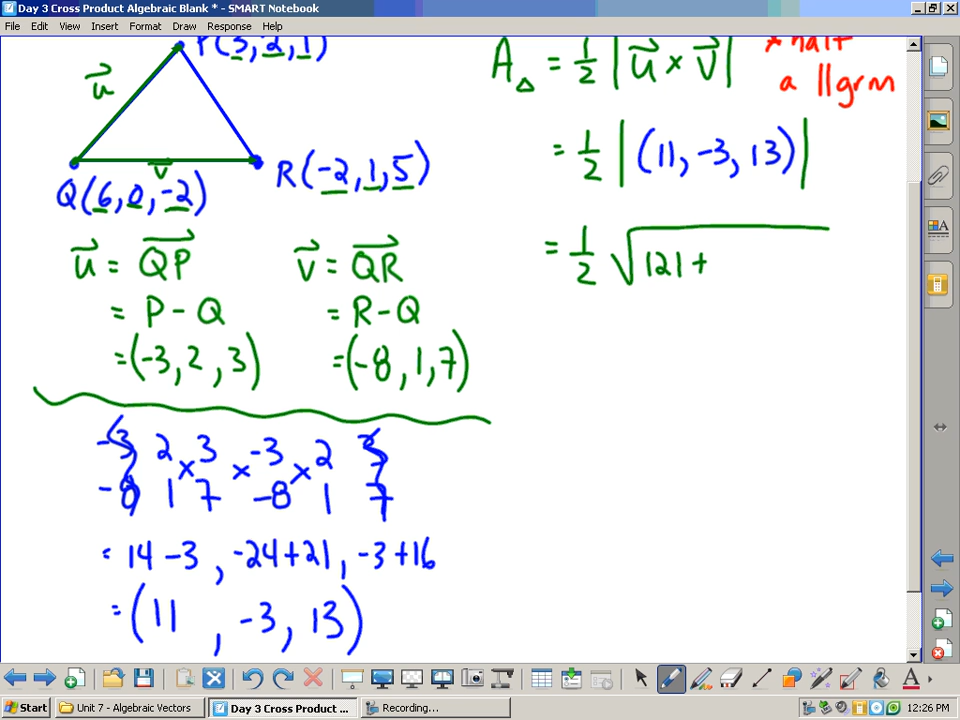 Day 3 Cross Product Algebraic Blank * - SMART Notebook
File Edit View Insert Format Draw Response Help
P(3, 2, 1)
u⃗
v⃗
Q(6, 0, -2)
R(-2, 1, 5)
u⃗ = QP⃗
= P - Q
= (-3, 2, 3)
v⃗ = QR⃗
= R - Q
= (-8, 1, 7)
-3 2 × 3 × -3 × 2 3
-8 1 7 -8 1 7
= 14 - 3, -24 + 21, -3 + 16
= (11, -3, 13)
A△ = 1/2 |u⃗ × v⃗|
* half
a ||grm
= 1/2 |(11, -3, 13)|
= 1/2 √121 +
Start Unit 7 - Algebraic Vectors Day 3 Cross Product ... Recording... 12:26 PM